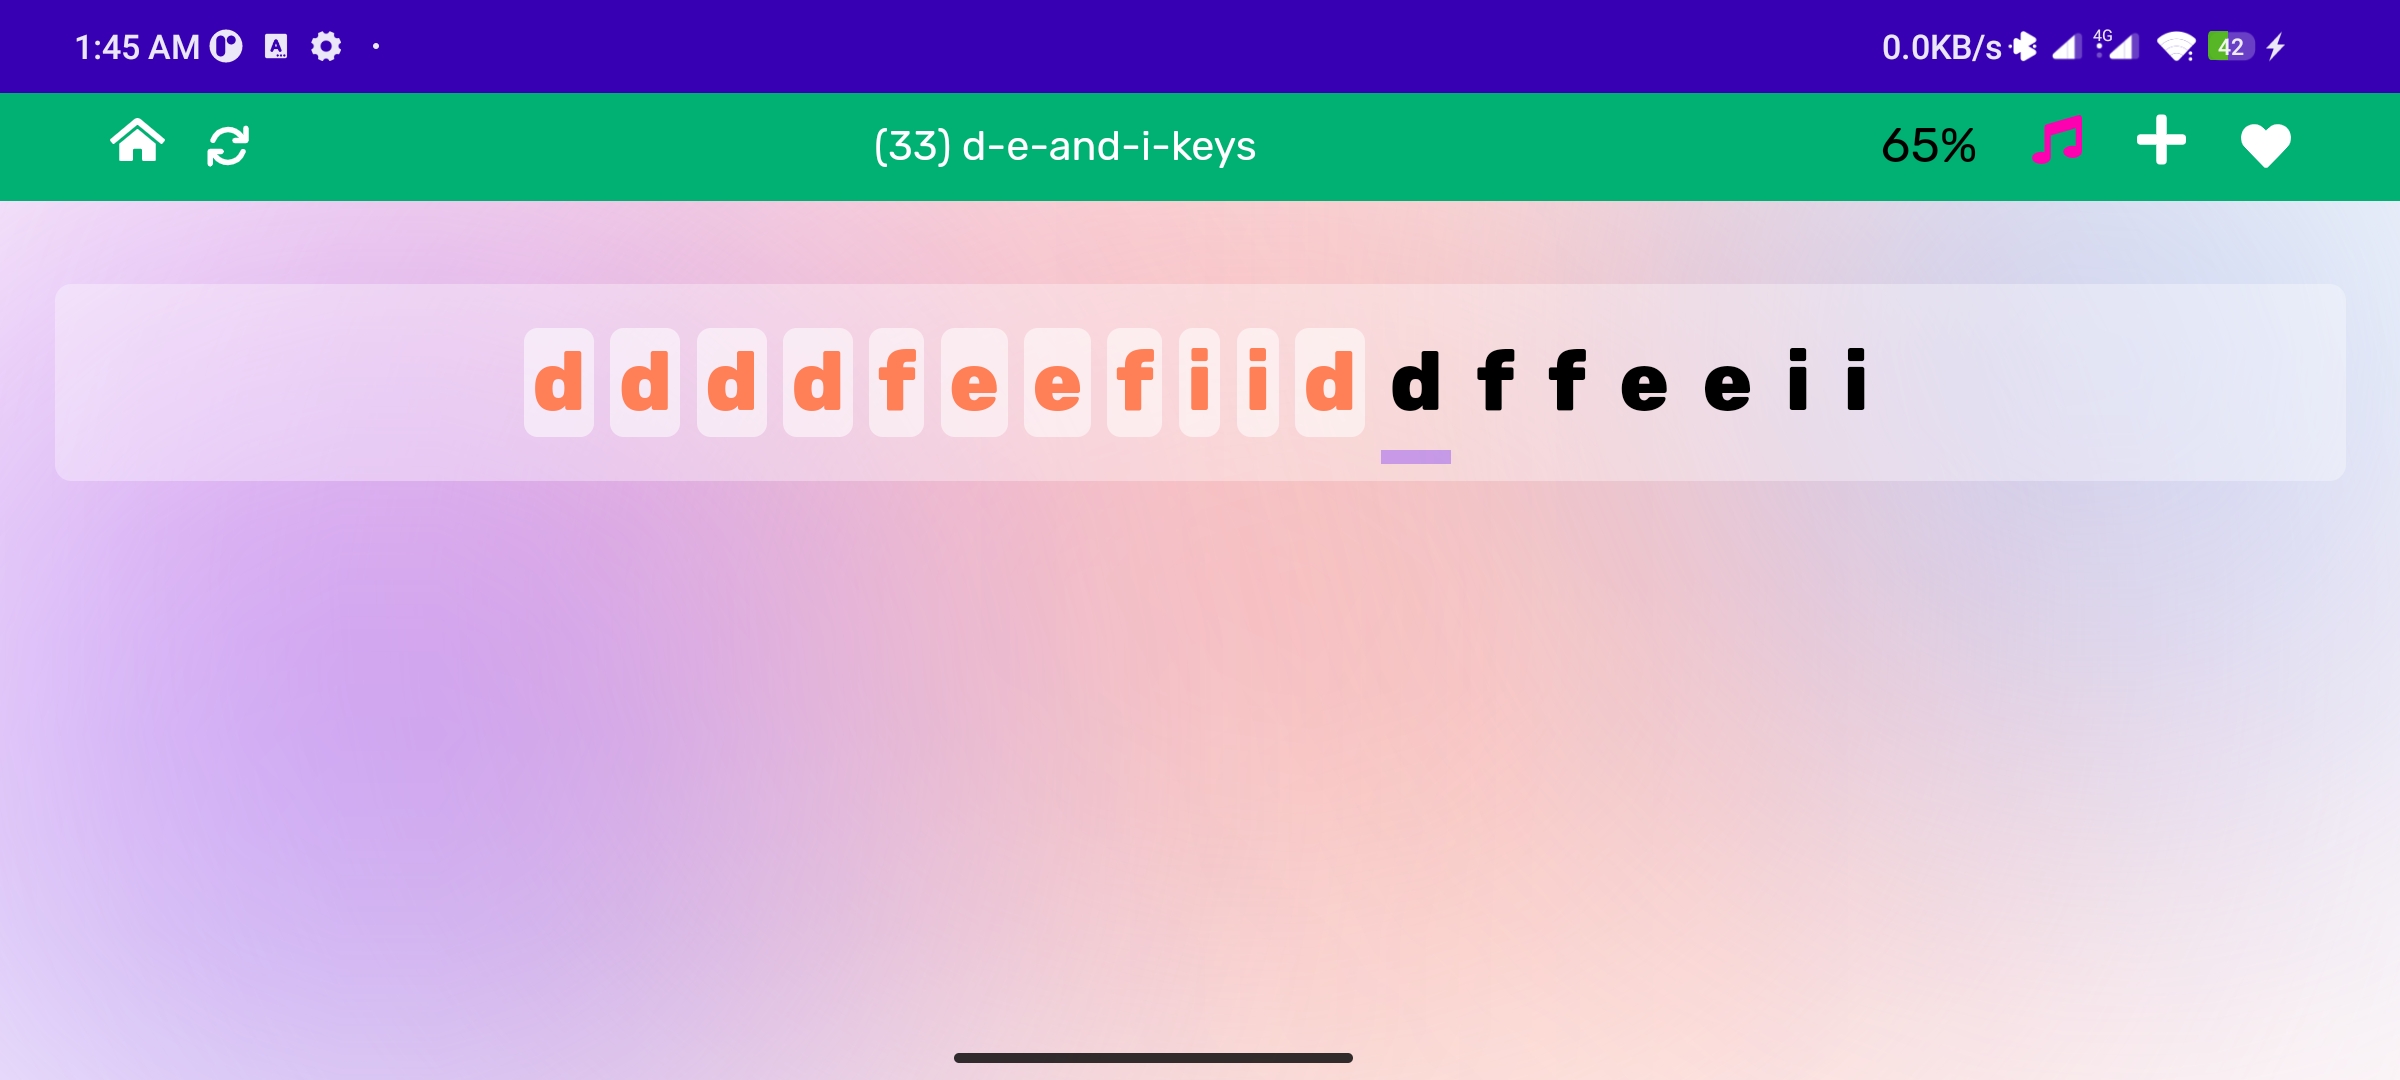 1:45 AM
0.0KB/s 4G 42
(33) d-e-and-i-keys
65%
d d d d f e e f i i d d f f e e i i